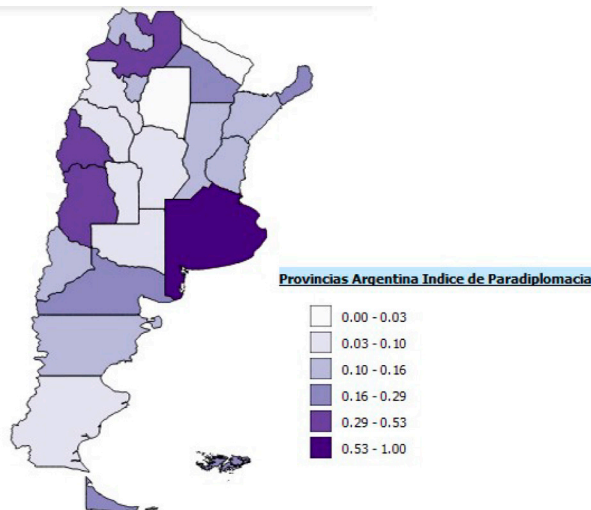 Provincias Argentina Indice de Paradiplomacia
0.00 - 0.03
0.03 - 0.10
0.10 - 0.16
0.16 - 0.29
0.29 - 0.53
0.53 - 1.00